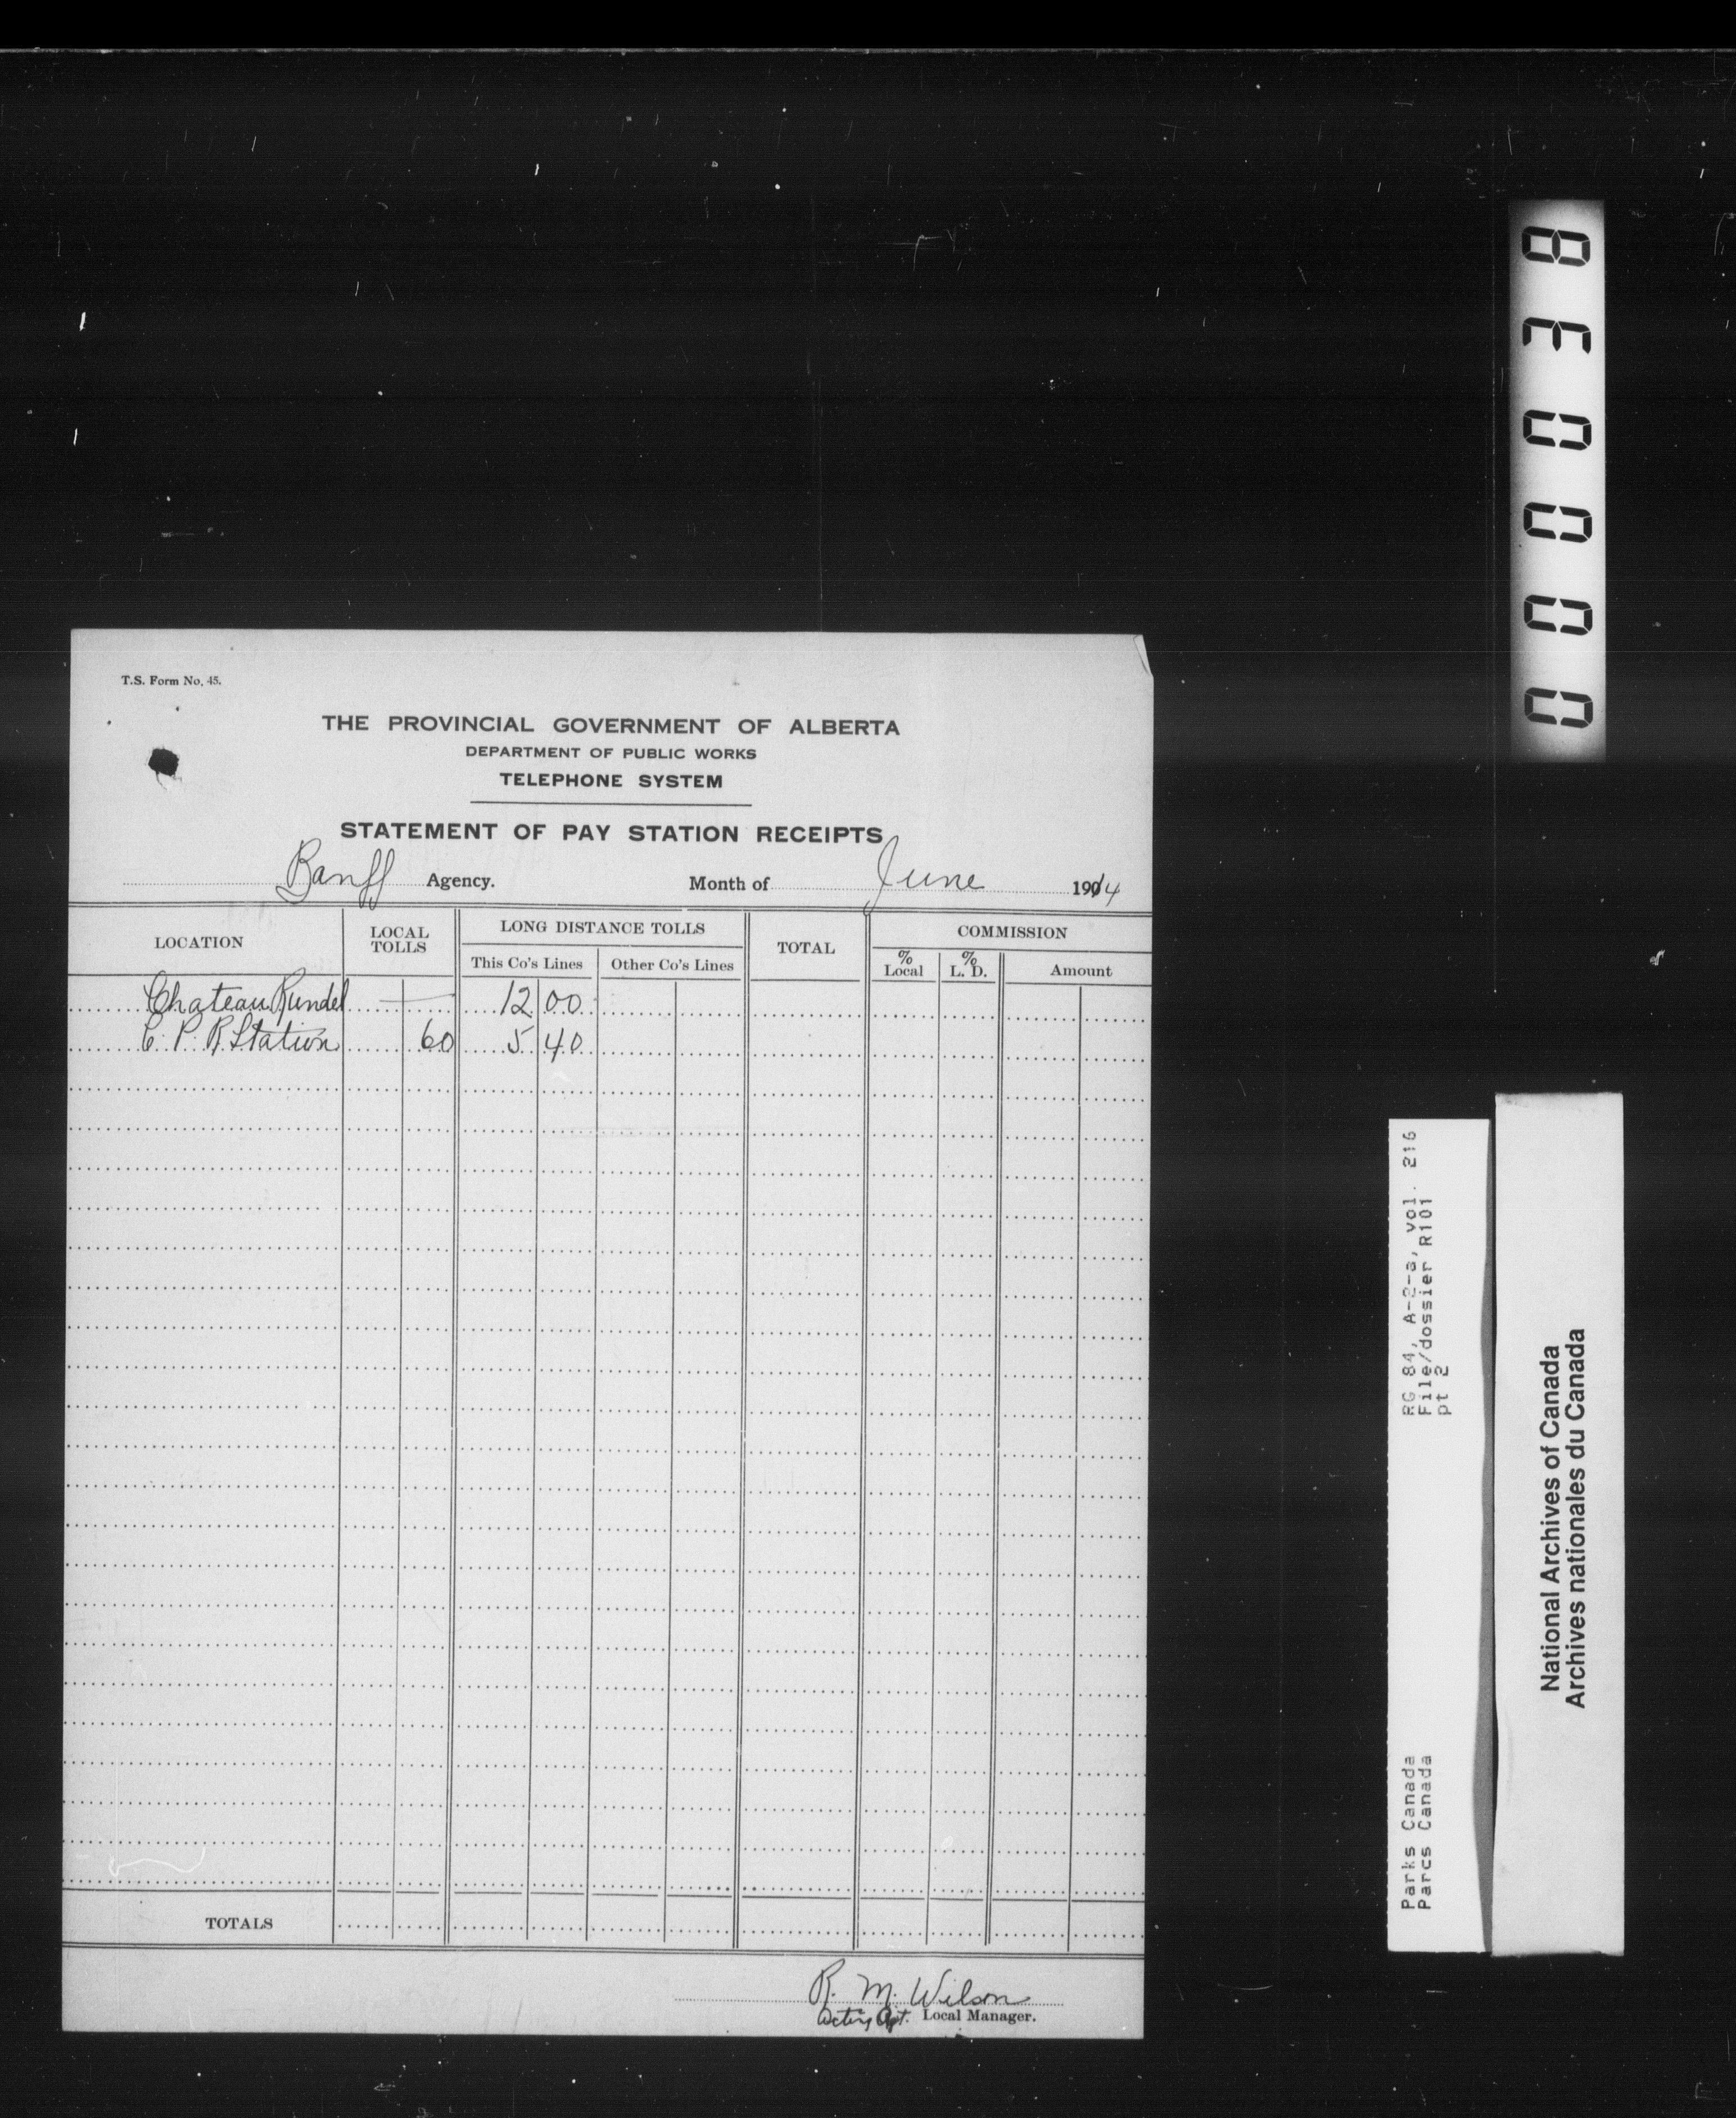 T.S. Form No. 45.
THE PROVINCIAL GOVERNMENT OF ALBERTA
DEPARTMENT OF PUBLIC WORKS
TELEPHONE SYSTEM
STATEMENT OF PAY STATION RECEIPTS
Banff Agency. Month of June 1914
LOCATION LOCAL TOLLS LONG DISTANCE TOLLS TOTAL COMMISSION
This Co's Lines Other Co's Lines % Local % L. D. Amount
Chateau Rundel — 12 00
C. P. R Station 60 5 40
TOTALS
R. M. Wilson
Acting Agt. Local Manager.
830000
RG 84, A-2-a, vol. 216
File/dossier R101
pt 2
Parks Canada
Parcs Canada
National Archives of Canada
Archives nationales du Canada